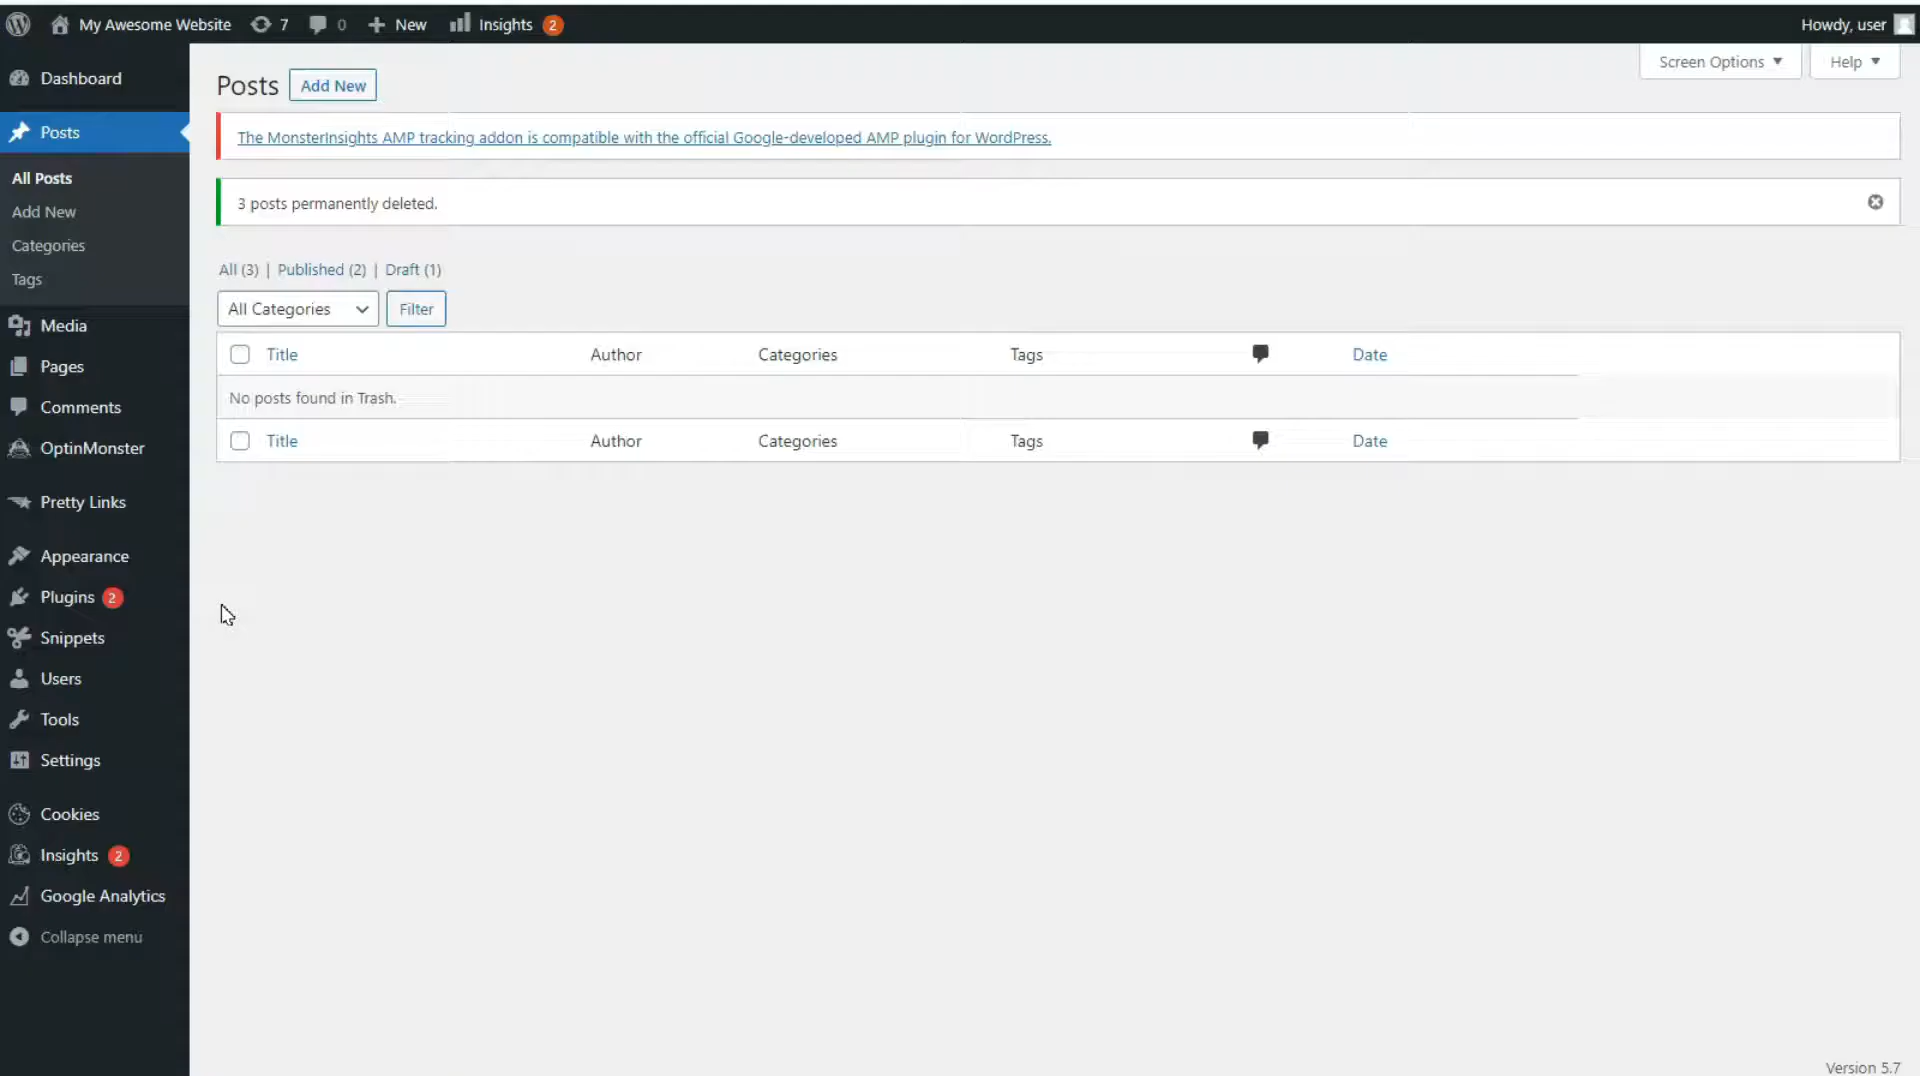 My Awesome Website 7 0 New Insights 2 Howdy, user
Dashboard
Posts
All Posts
Add New
Categories
Tags
Media
Pages
Comments
OptinMonster
Pretty Links
Appearance
Plugins 2
Snippets
Users
Tools
Settings
Cookies
Insights 2
Google Analytics
Collapse menu
Screen Options Help
Posts Add New
The MonsterInsights AMP tracking addon is compatible with the official Google-developed AMP plugin for WordPress.
3 posts permanently deleted.
All (3) | Published (2) | Draft (1)
All Categories Filter
Title Author Categories Tags Date
No posts found in Trash.
Title Author Categories Tags Date
Version 5.7